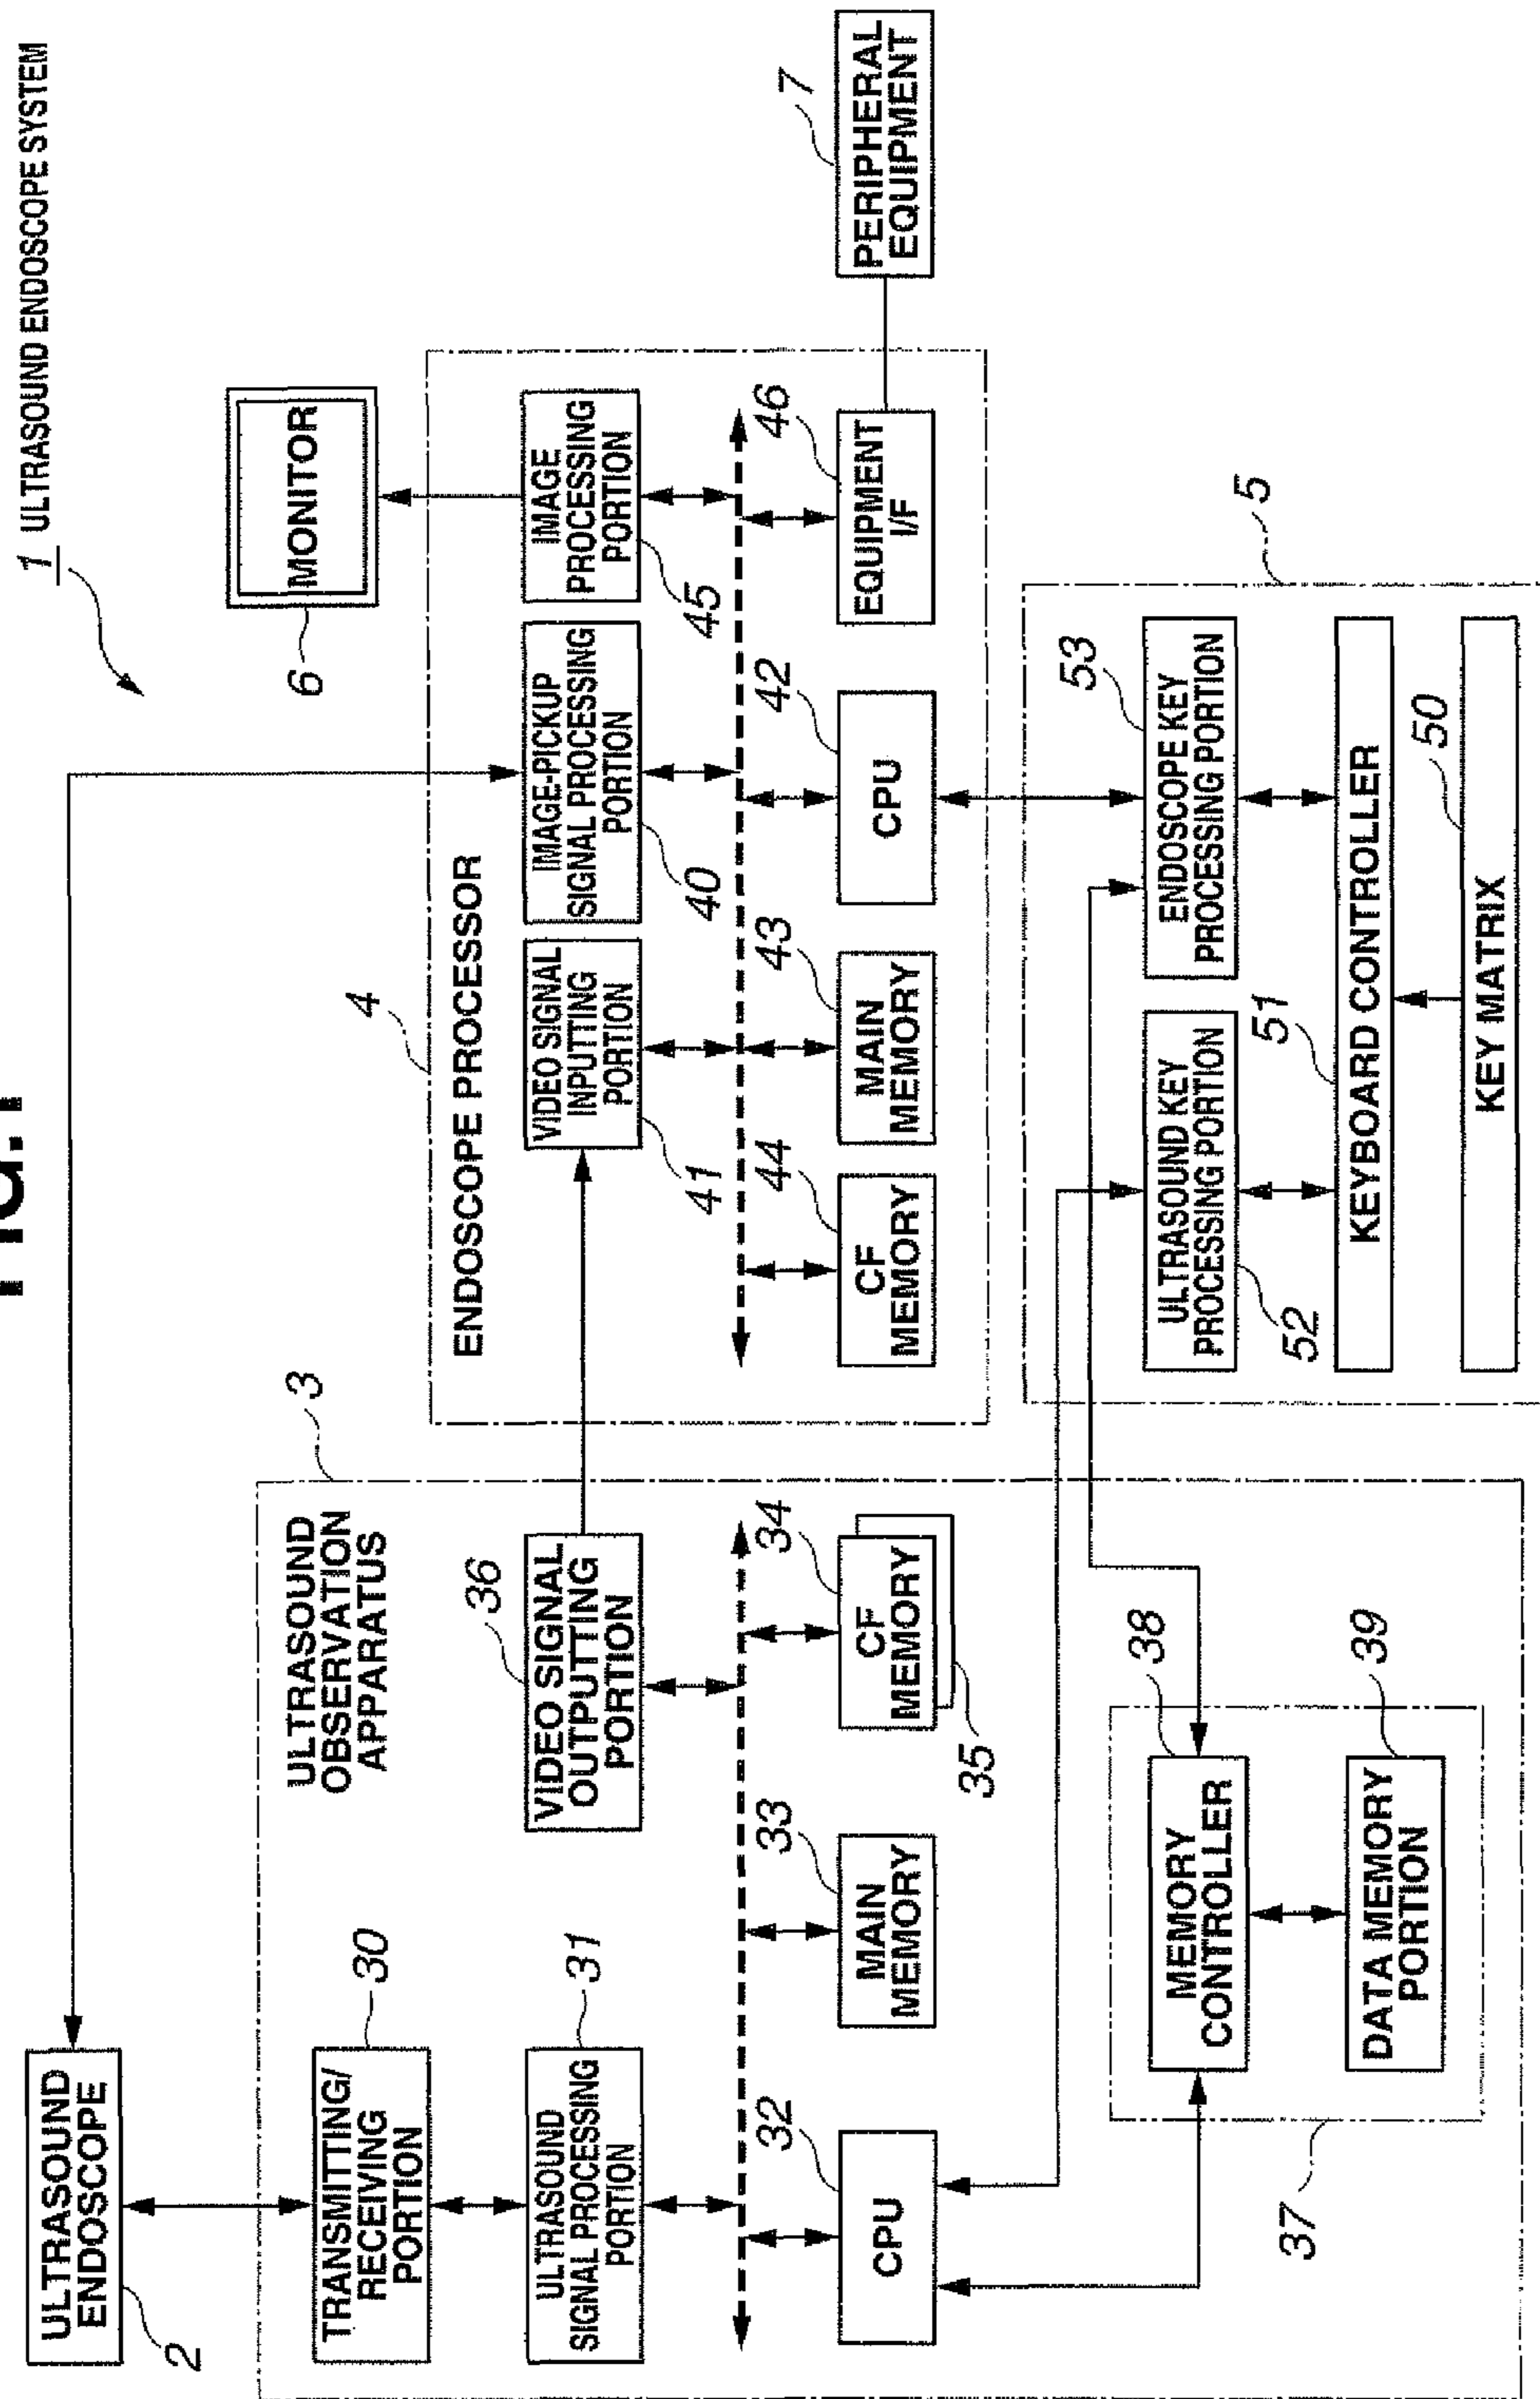 FIG.1
1 ULTRASOUND ENDOSCOPE SYSTEM
ULTRASOUND
ENDOSCOPE
2
MONITOR
6
3
ULTRASOUND
OBSERVATION
APPARATUS
TRANSMITTING/
RECEIVING
PORTION
30
ULTRASOUND
SIGNAL PROCESSING
PORTION
31
36
VIDEO SIGNAL
OUTPUTTING
PORTION
32
CPU
33
MAIN
MEMORY
34
CF
MEMORY
35
37
38
MEMORY
CONTROLLER
39
DATA MEMORY
PORTION
4
ENDOSCOPE PROCESSOR
VIDEO SIGNAL
INPUTTING
PORTION
41
IMAGE-PICKUP
SIGNAL PROCESSING
PORTION
40
IMAGE
PROCESSING
PORTION
45
44
CF
MEMORY
43
MAIN
MEMORY
42
CPU
46
EQUIPMENT
I/F
7
PERIPHERAL
EQUIPMENT
5
ULTRASOUND KEY
PROCESSING PORTION
52
53
ENDOSCOPE KEY
PROCESSING PORTION
51
KEYBOARD CONTROLLER
50
KEY MATRIX